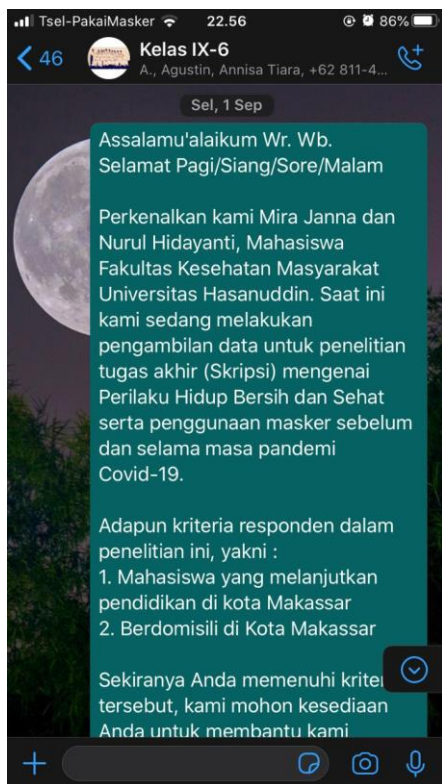 Tsel-PakaiMasker 22.56 86%
46 Kelas IX-6
A., Agustin, Annisa Tiara, +62 811-4...
Sel, 1 Sep
Assalamu'alaikum Wr. Wb.
Selamat Pagi/Siang/Sore/Malam
Perkenalkan kami Mira Janna dan
Nurul Hidayanti, Mahasiswa
Fakultas Kesehatan Masyarakat
Universitas Hasanuddin. Saat ini
kami sedang melakukan
pengambilan data untuk penelitian
tugas akhir (Skripsi) mengenai
Perilaku Hidup Bersih dan Sehat
serta penggunaan masker sebelum
dan selama masa pandemi
Covid-19.
Adapun kriteria responden dalam
penelitian ini, yakni :
1. Mahasiswa yang melanjutkan
pendidikan di kota Makassar
2. Berdomisili di Kota Makassar
Sekiranya Anda memenuhi
tersebut, kami mohon kesediaan
Anda untuk membantu kami